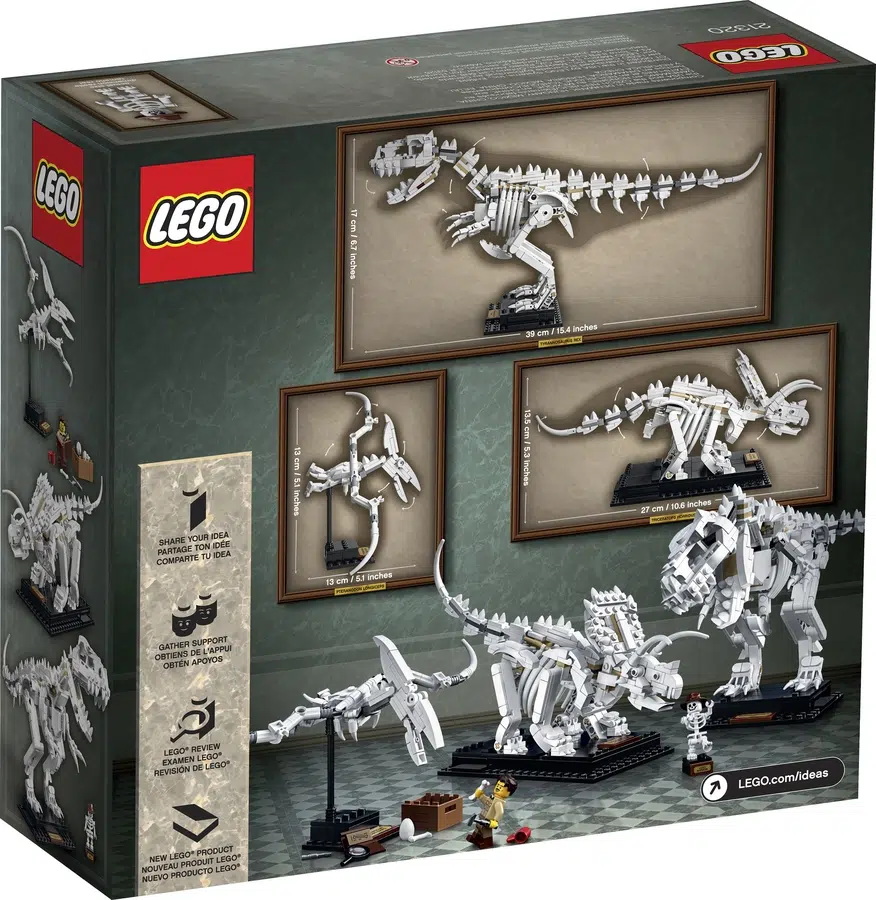 21320
LEGO
LEGO
LEGO
17 cm / 6.7 inches
39 cm / 15.4 inches
TYRANNOSAURUS REX
13.5 cm / 5.3 inches
27 cm / 10.6 inches
13 cm / 5.1 inches
13 cm / 5.1 inches
SHARE YOUR IDEA
PARTAGE TON IDÉE
COMPARTE TU IDEA
GATHER SUPPORT
OBTIENS DE L'APPUI
OBTÉN APOYOS
LEGO® REVIEW
EXAMEN LEGO®
REVISIÓN DE LEGO®
NEW LEGO® PRODUCT
NOUVEAU PRODUIT LEGO®
NUEVO PRODUCTO LEGO®
LEGO.com/ideas